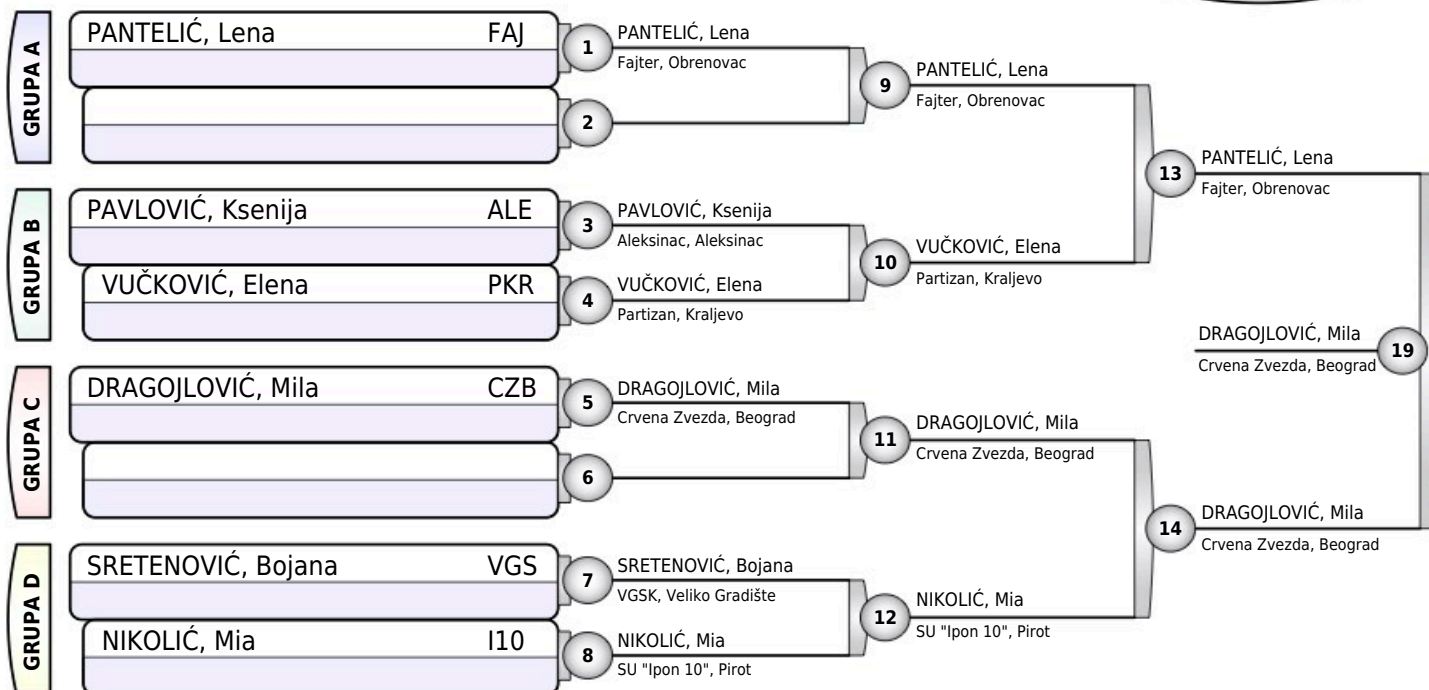 GRUPA A
PANTELIĆ, Lena FAJ
1
PANTELIĆ, Lena
Fajter, Obrenovac
2
9
PANTELIĆ, Lena
Fajter, Obrenovac
GRUPA B
PAVLOVIĆ, Ksenija ALE
3
PAVLOVIĆ, Ksenija
Aleksinac, Aleksinac
VUČKOVIĆ, Elena PKR
4
VUČKOVIĆ, Elena
Partizan, Kraljevo
10
VUČKOVIĆ, Elena
Partizan, Kraljevo
13
PANTELIĆ, Lena
Fajter, Obrenovac
GRUPA C
DRAGOJLOVIĆ, Mila CZB
5
DRAGOJLOVIĆ, Mila
Crvena Zvezda, Beograd
6
11
DRAGOJLOVIĆ, Mila
Crvena Zvezda, Beograd
GRUPA D
SRETENOVIĆ, Bojana VGS
7
SRETENOVIĆ, Bojana
VGSK, Veliko Gradište
NIKOLIĆ, Mia I10
8
NIKOLIĆ, Mia
SU "Ipon 10", Pirot
12
NIKOLIĆ, Mia
SU "Ipon 10", Pirot
14
DRAGOJLOVIĆ, Mila
Crvena Zvezda, Beograd
DRAGOJLOVIĆ, Mila
Crvena Zvezda, Beograd
19